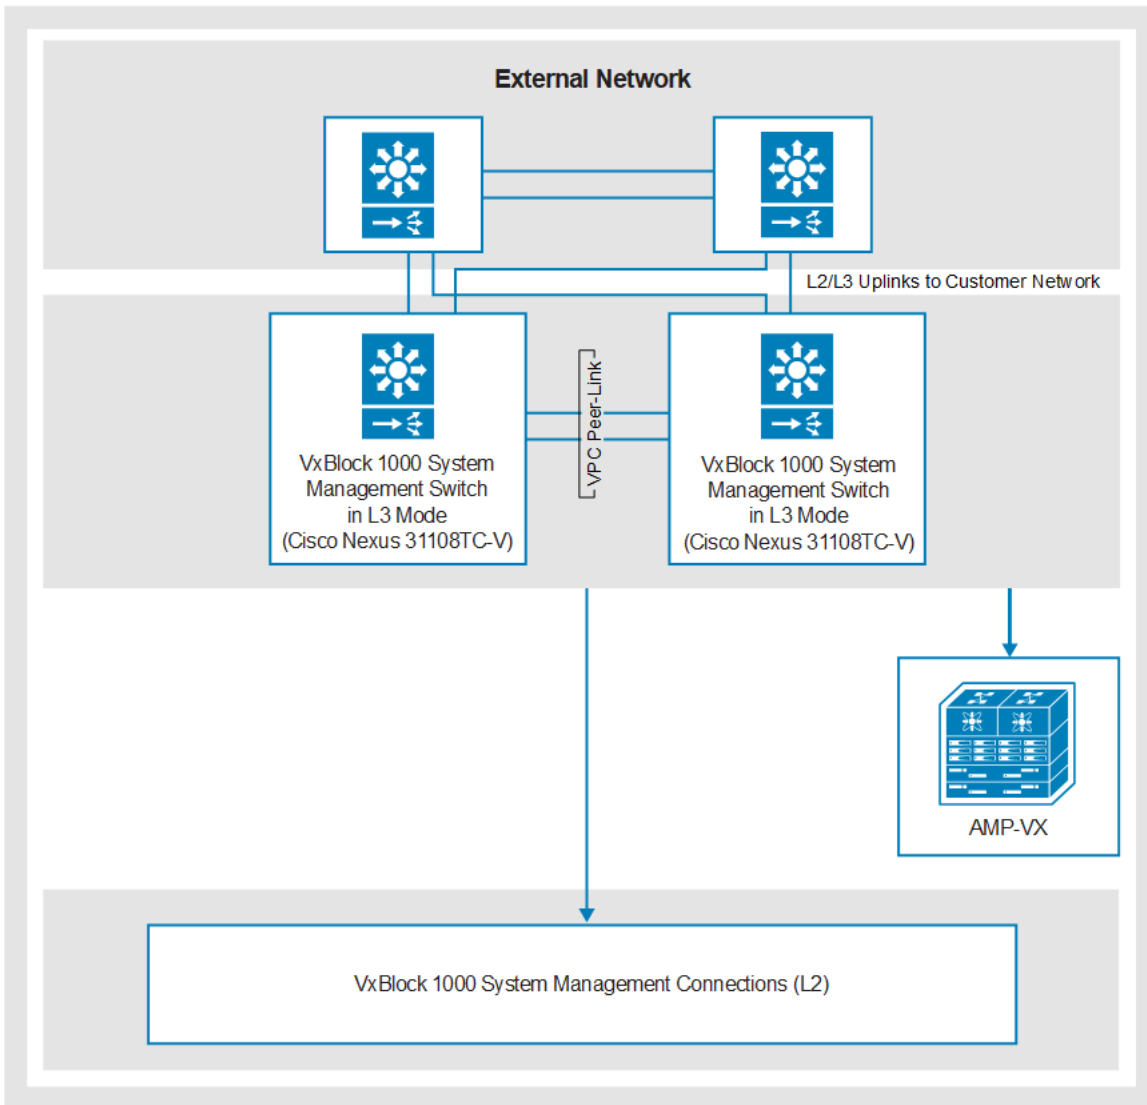 External Network
L2/L3 Uplinks to Customer Network
VPC Peer-Link
VxBlock 1000 System
Management Switch
in L3 Mode
(Cisco Nexus 31108TC-V)
VxBlock 1000 System
Management Switch
in L3 Mode
(Cisco Nexus 31108TC-V)
AMP-VX
VxBlock 1000 System Management Connections (L2)